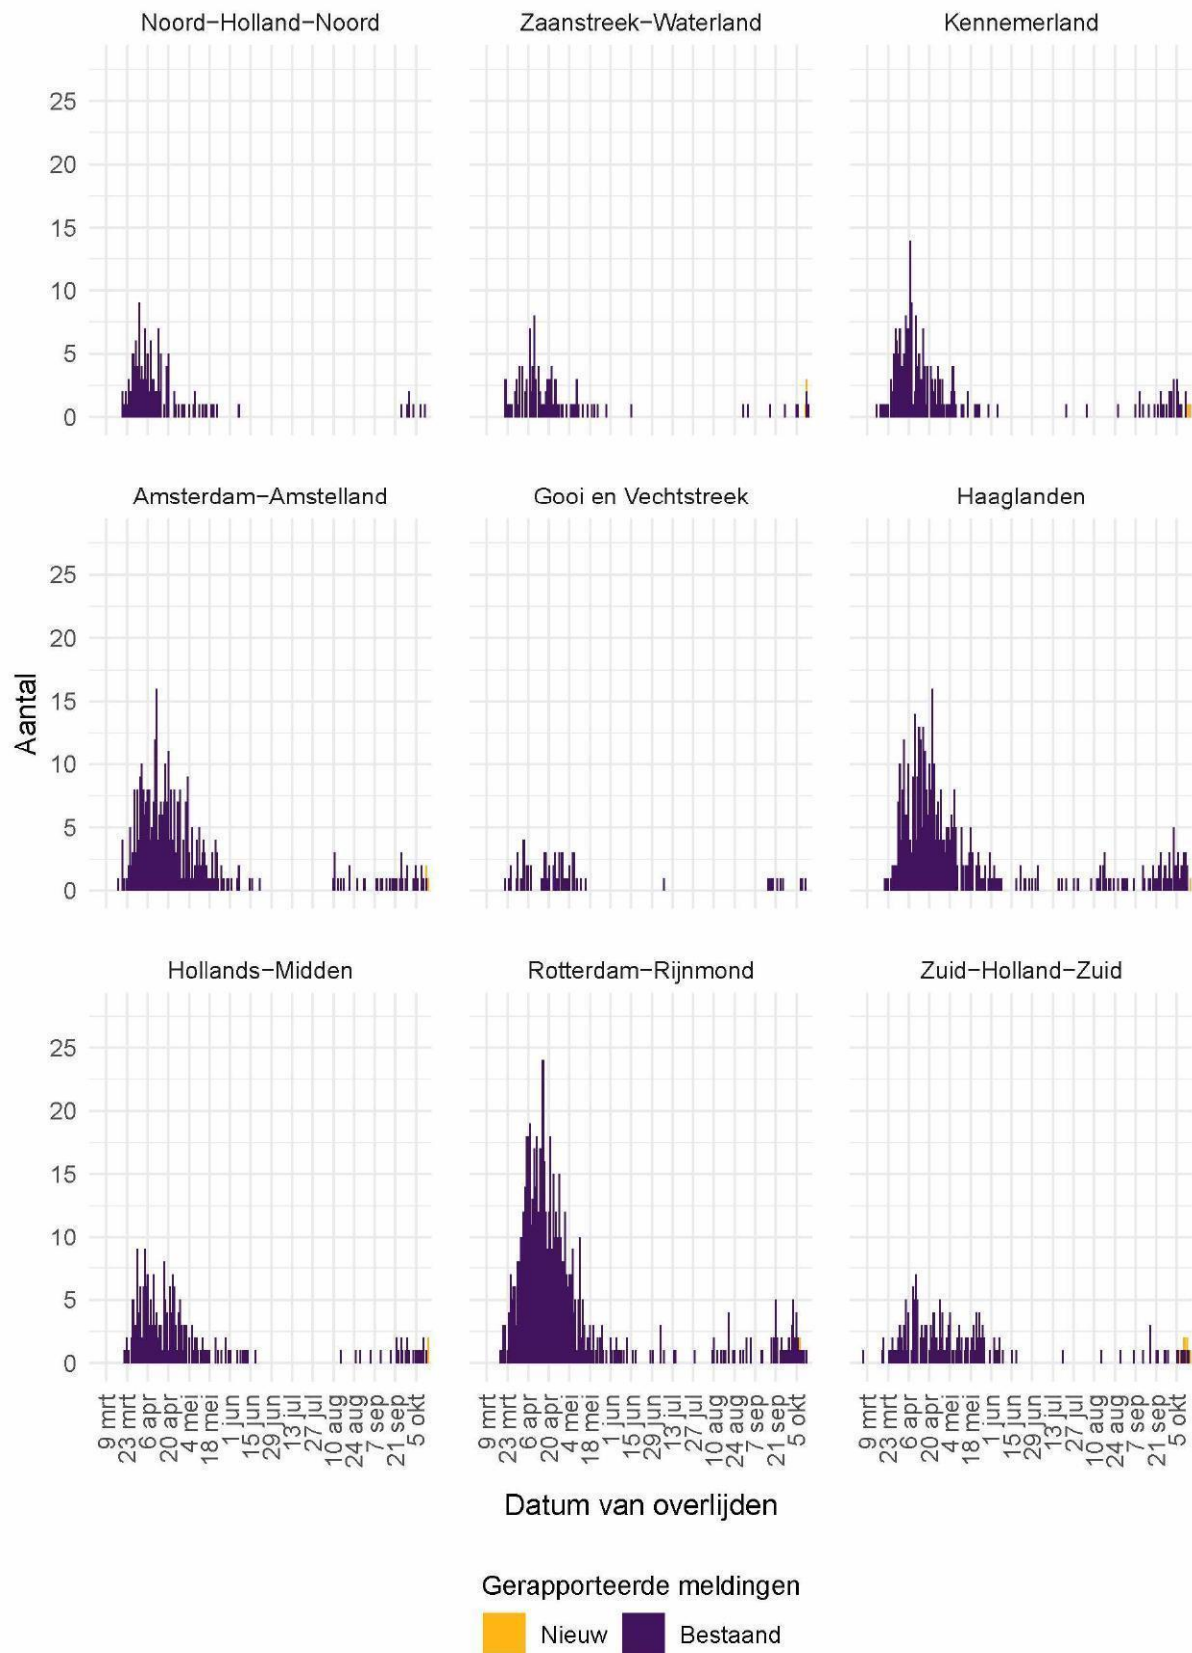 Noord−Holland−Noord Zaanstreek−Waterland Kennemerland
25
20
15
10
5
0
Amsterdam−Amstelland Gooi en Vechtstreek Haaglanden
25
20
15
10
5
0
Aantal
Hollands−Midden Rotterdam−Rijnmond Zuid−Holland−Zuid
25
20
15
10
5
0
9 mrt 23 mrt 6 apr 20 apr 4 mei 18 mei 1 jun 15 jun 29 jun 13 jul 27 jul 10 aug 24 aug 7 sep 21 sep 5 okt
9 mrt 23 mrt 6 apr 20 apr 4 mei 18 mei 1 jun 15 jun 29 jun 13 jul 27 jul 10 aug 24 aug 7 sep 21 sep 5 okt
9 mrt 23 mrt 6 apr 20 apr 4 mei 18 mei 1 jun 15 jun 29 jun 13 jul 27 jul 10 aug 24 aug 7 sep 21 sep 5 okt
Datum van overlijden
Gerapporteerde meldingen
Nieuw Bestaand